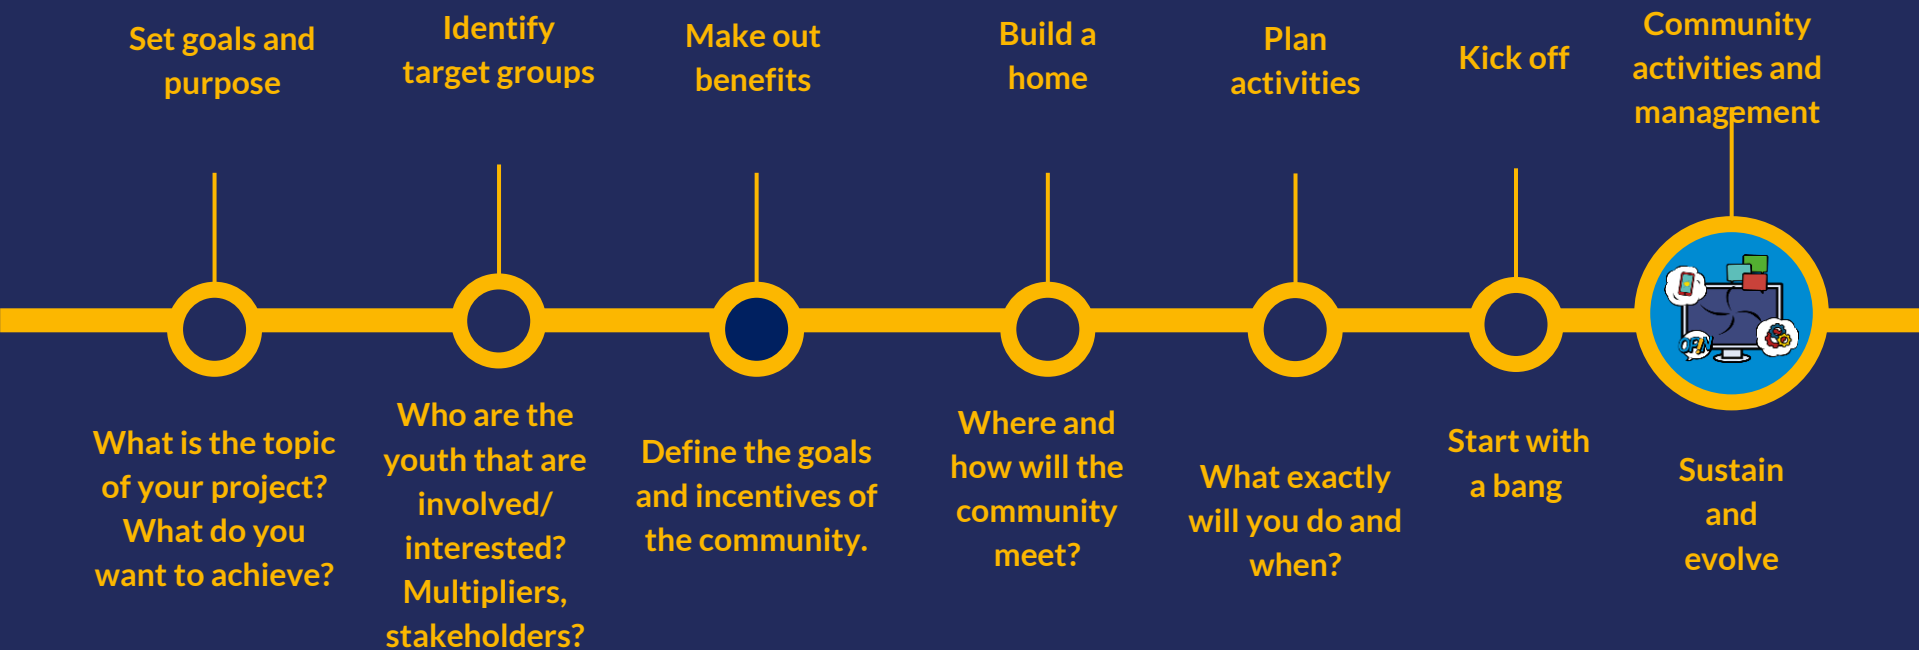 Set goals and
purpose
Identify
target groups
Make out
benefits
Build a
home
Plan
activities
Kick off
Community
activities and
management
What is the topic
of your project?
What do you
want to achieve?
Who are the
youth that are
involved/
interested?
Multipliers,
stakeholders?
Define the goals
and incentives of
the community.
Where and
how will the
community
meet?
What exactly
will you do and
when?
Start with
a bang
OPIN
Sustain
and
evolve